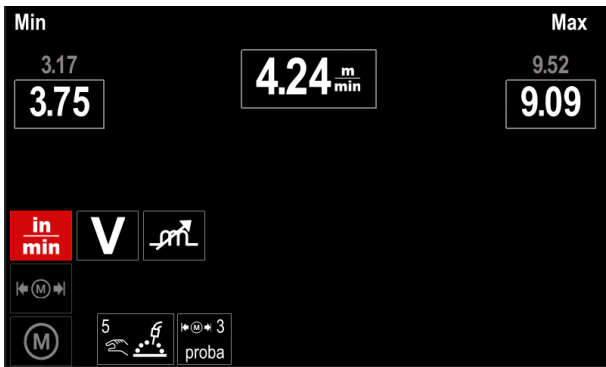 Min Max
3.17 9.52
3.75 4.24 m/min 9.09
in
min V
M
M 5 M 3
proba